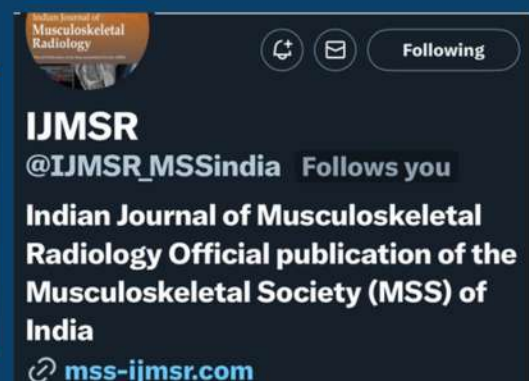 Indian Journal of
Musculoskeletal
Radiology
Following
IJMSR
@IJMSR_MSSindia Follows you
Indian Journal of Musculoskeletal
Radiology Official publication of the
Musculoskeletal Society (MSS) of
India
mss-ijmsr.com